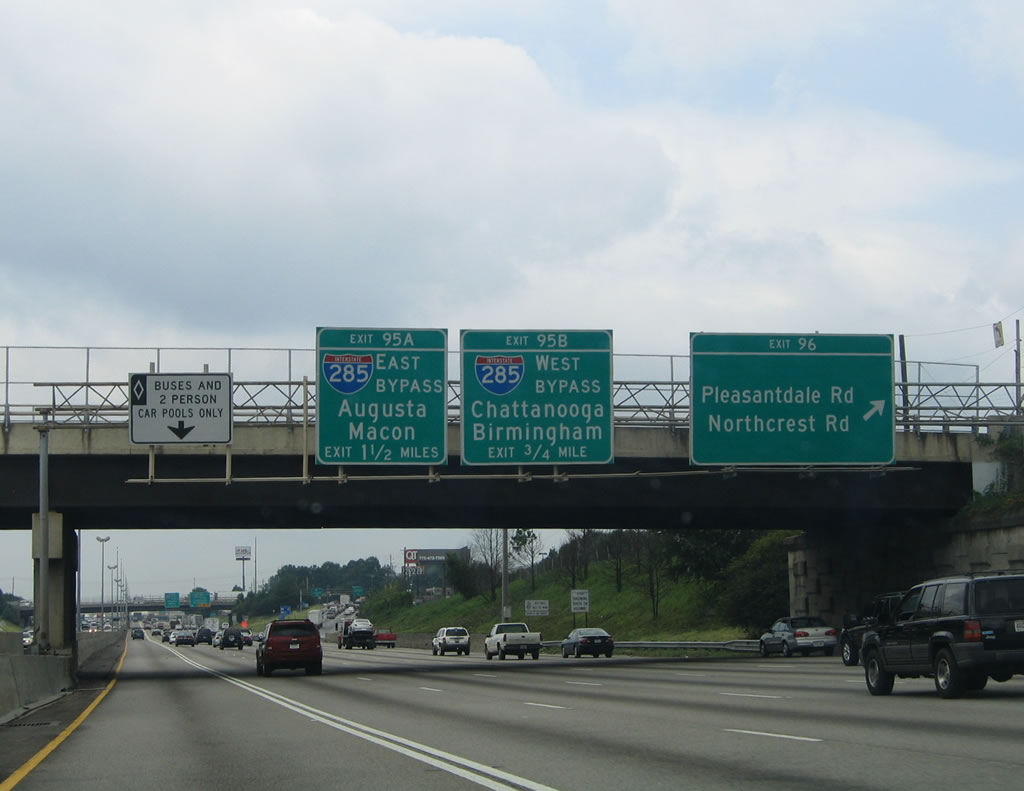 BUSES AND
2 PERSON
CAR POOLS ONLY
EXIT 95A
INTERSTATE
285
EAST
BYPASS
Augusta
Macon
EXIT 1 1/2 MILES
EXIT 95B
INTERSTATE
285
WEST
BYPASS
Chattanooga
Birmingham
EXIT 3/4 MILE
EXIT 96
Pleasantdale Rd
Northcrest Rd
QT